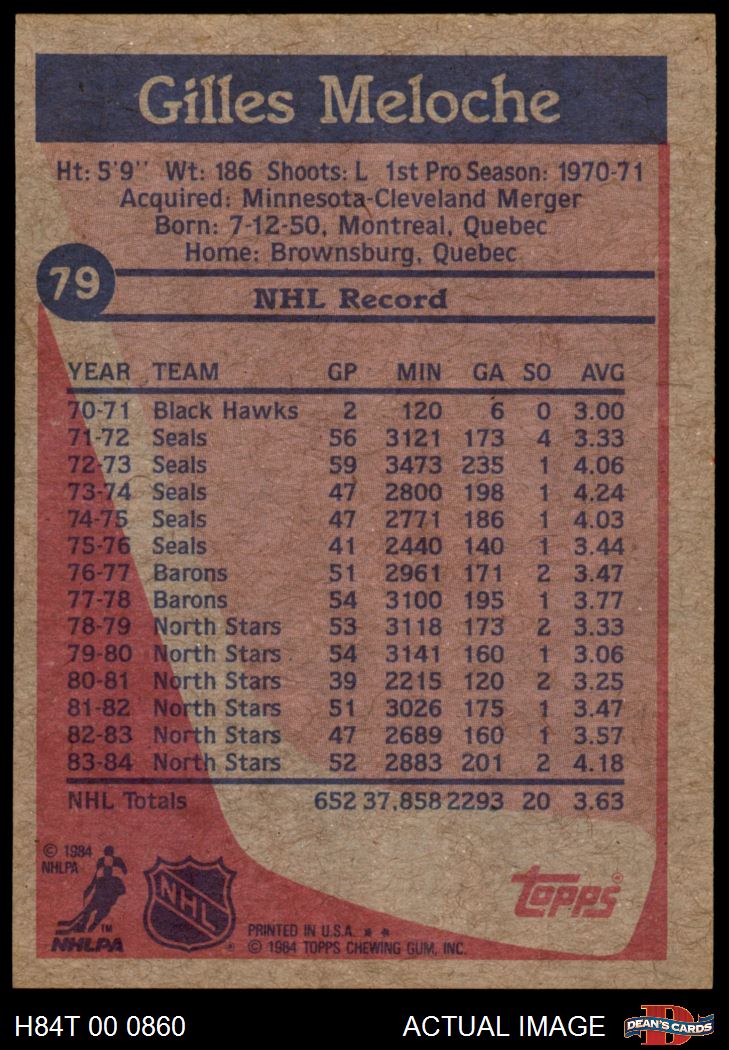 Gilles Meloche
Ht: 5'9'' Wt: 186 Shoots: L 1st Pro Season: 1970-71
Acquired: Minnesota-Cleveland Merger
Born: 7-12-50, Montreal, Quebec
Home: Brownsburg, Quebec
79
NHL Record
YEAR TEAM GP MIN GA SO AVG
70-71 Black Hawks 2 120 6 0 3.00
71-72 Seals 56 3121 173 4 3.33
72-73 Seals 59 3473 235 1 4.06
73-74 Seals 47 2800 198 1 4.24
74-75 Seals 47 2771 186 1 4.03
75-76 Seals 41 2440 140 1 3.44
76-77 Barons 51 2961 171 2 3.47
77-78 Barons 54 3100 195 1 3.77
78-79 North Stars 53 3118 173 2 3.33
79-80 North Stars 54 3141 160 1 3.06
80-81 North Stars 39 2215 120 2 3.25
81-82 North Stars 51 3026 175 1 3.47
82-83 North Stars 47 2689 160 1 3.57
83-84 North Stars 52 2883 201 2 4.18
NHL Totals 652 37,858 2293 20 3.63
© 1984
NHLPA
TM
NHLPA
NHL ®
topps®
PRINTED IN U.S.A. * *
© 1984 TOPPS CHEWING GUM, INC.
H84T 00 0860 ACTUAL IMAGE
D
DEAN'S CARDS